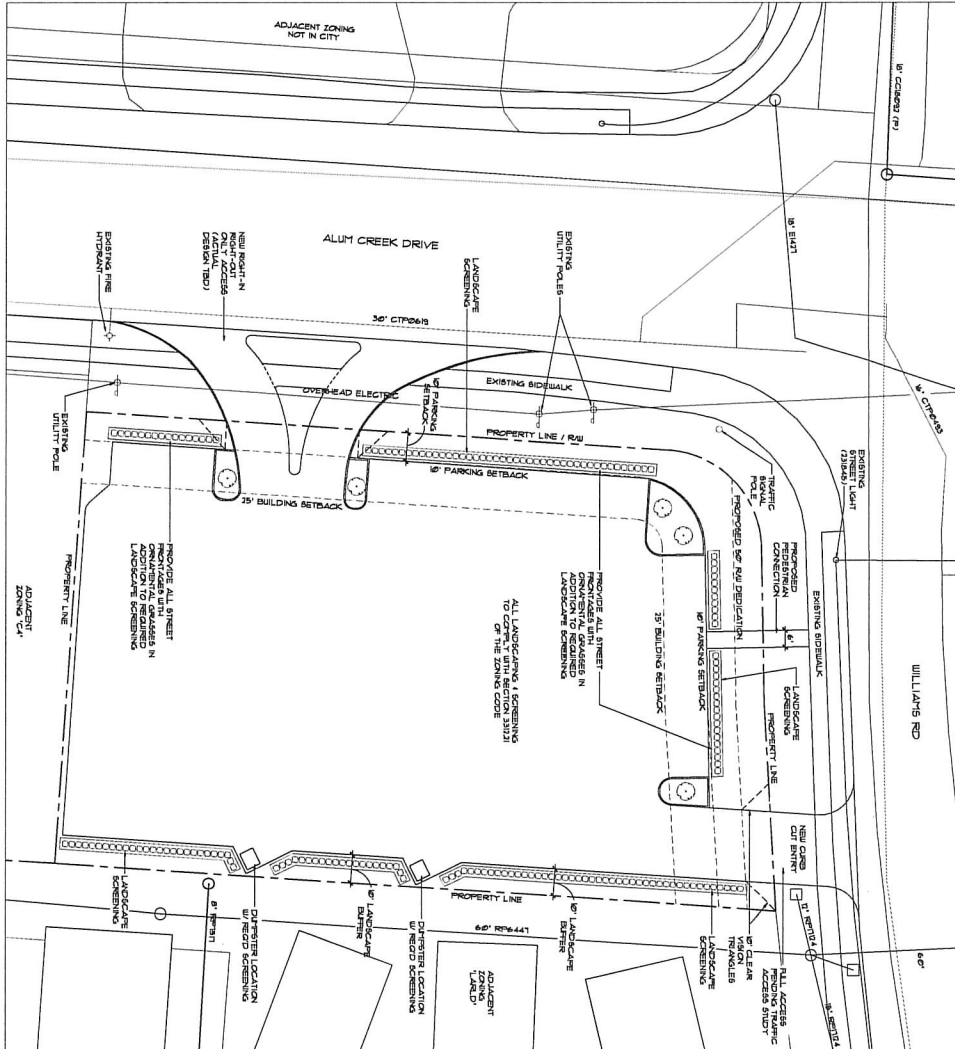 ADJACENT ZONING
NOT IN CITY
18" E1427
ALUM CREEK DRIVE
EXISTING FIRE
HYDRANT
NEW RIGHT-IN
RIGHT-OUT
ONLY ACCESS
(ACTUAL
DESIGN TBD)
LANDSCAPE
SCREENING
EXISTING
UTILITY POLES
EXISTING
STREET LIGHT
WILLIAMS RD
EXISTING SIDEWALK
OVERHEAD ELECTRIC
EXISTING
UTILITY POLE
10' PARKING
SETBACK
PROPERTY LINE / R/W
10' PARKING SETBACK
25' BUILDING SETBACK
TRAFFIC
SIGNAL
POLE
PROPOSED 50' R/W DEDICATION
PROPOSED
PEDESTRIAN
CONNECTION
EXISTING SIDEWALK
6'
PROPERTY LINE
ADJACENT
ZONING "C4"
PROVIDE ALL STREET
FRONTAGES WITH
ORNAMENTAL GRASSES IN
ADDITION TO REQUIRED
LANDSCAPE SCREENING
ALL LANDSCAPING & SCREENING
TO COMPLY WITH SECTION 3312.21
OF THE ZONING CODE
PROVIDE ALL STREET
FRONTAGES WITH
ORNAMENTAL GRASSES IN
ADDITION TO REQUIRED
LANDSCAPE SCREENING
25' BUILDING SETBACK
10' PARKING SETBACK
LANDSCAPE
SCREENING
PROPERTY LINE
NEW CURB
CUT ENTRY
LANDSCAPE
SCREENING
DUMPSTER LOCATION
W/ REQ'D SCREENING
10' LANDSCAPE
BUFFER
DUMPSTER LOCATION
W/ REQ'D SCREENING
PROPERTY LINE
10' LANDSCAPE
BUFFER
LANDSCAPE
SCREENING
10' CLEAR
VISION
TRIANGLES
FULL ACCESS
PENDING TRAFFIC
ACCESS STUDY
60"
ADJACENT
ZONING
"LARLD"